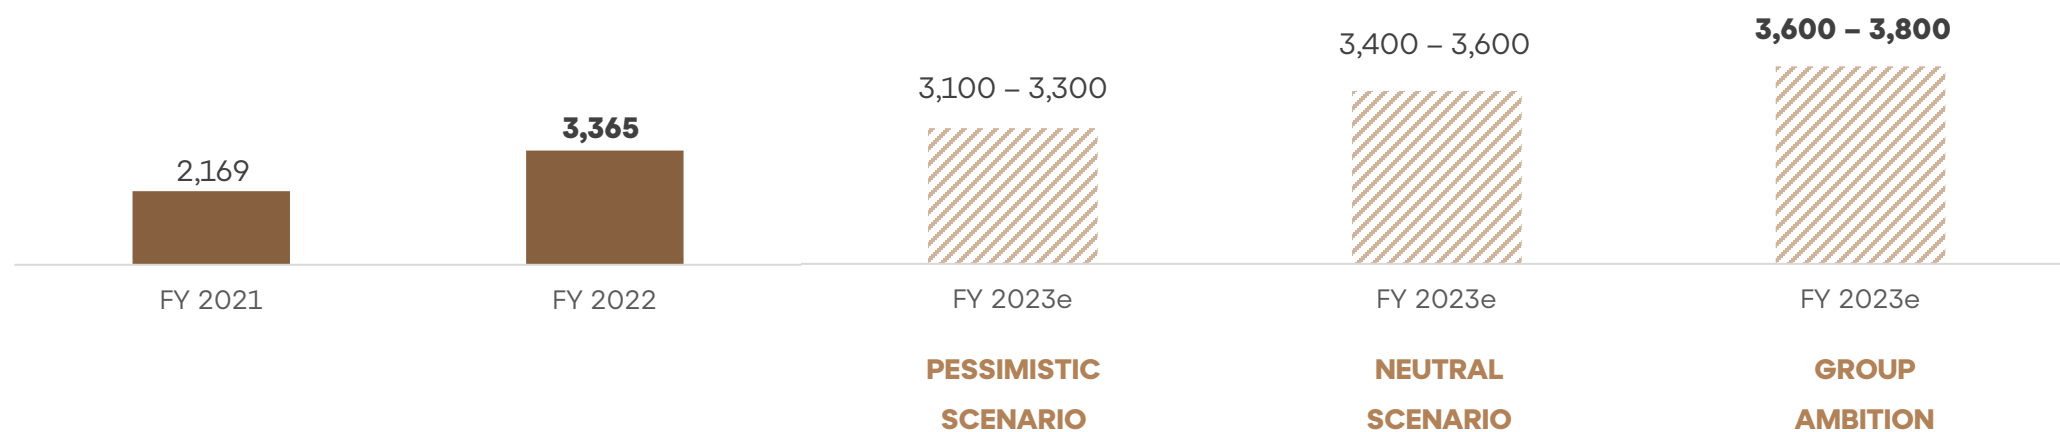 2,169
3,365
3,100 – 3,300
3,400 – 3,600
3,600 – 3,800
FY 2021
FY 2022
FY 2023e
FY 2023e
FY 2023e
PESSIMISTIC
SCENARIO
NEUTRAL
SCENARIO
GROUP
AMBITION